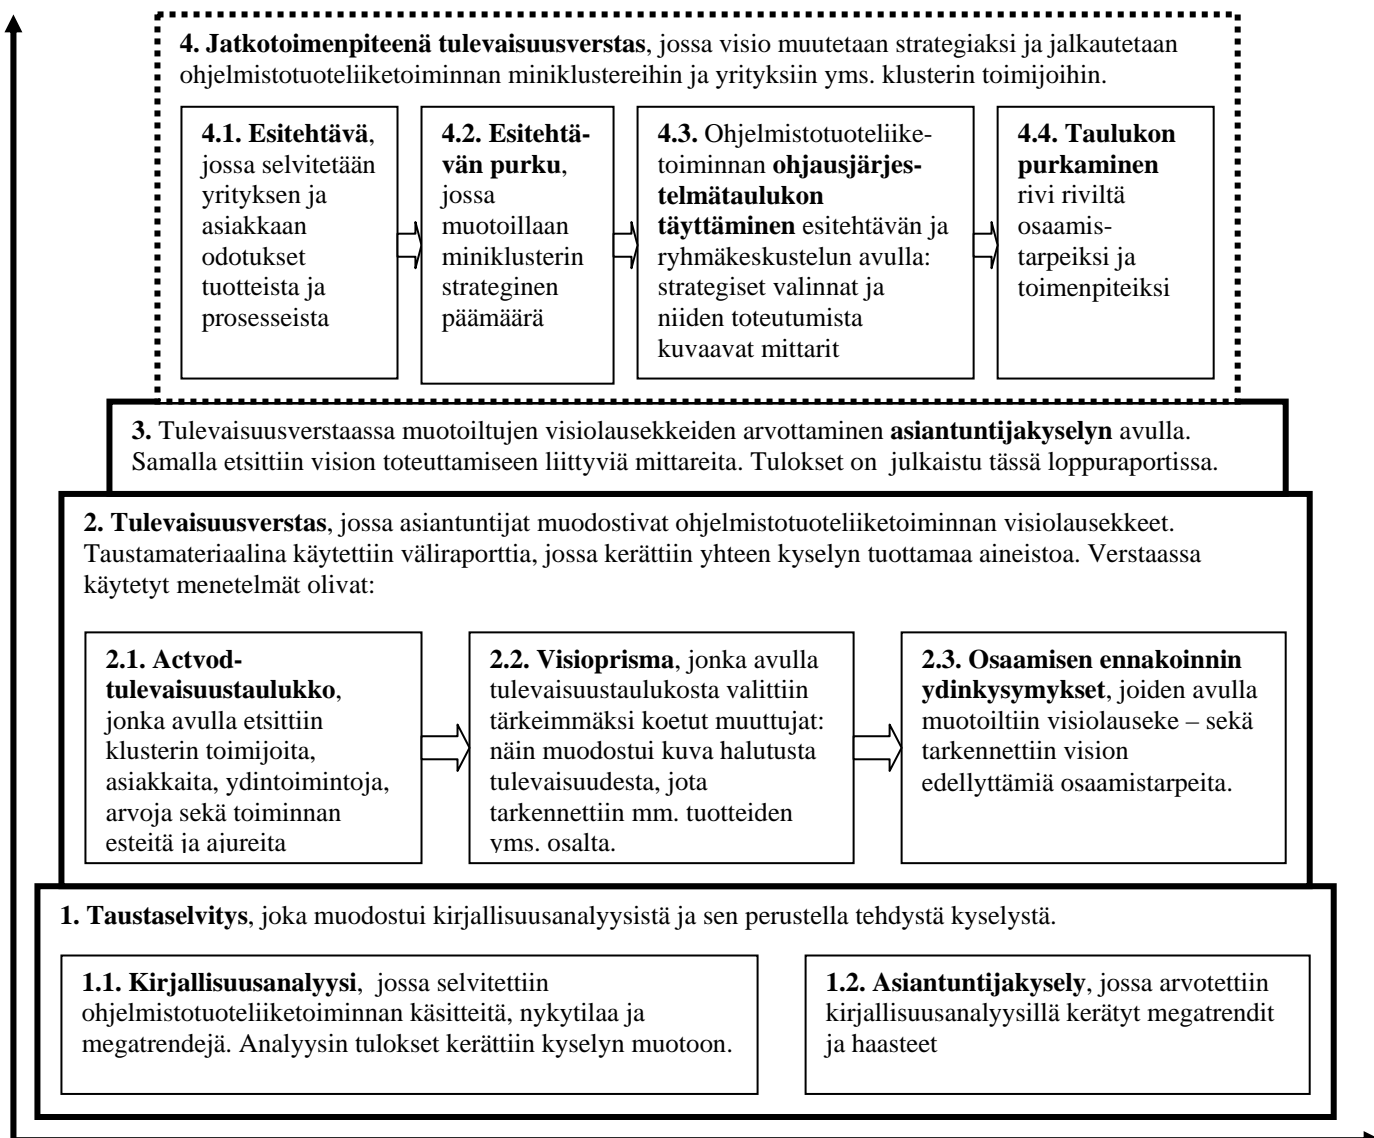 4. Jatkotoimenpiteenä tulevaisuusverstas, jossa visio muutetaan strategiaksi ja jalkautetaan
ohjelmistotuoteliiketoiminnan miniklustereihin ja yrityksiin yms. klusterin toimijoihin.
4.1. Esitehtävä,
jossa selvitetään
yrityksen ja
asiakkaan
odotukset
tuotteista ja
prosesseista
4.2. Esitehtä-
vän purku,
jossa
muotoillaan
miniklusterin
strateginen
päämäärä
4.3. Ohjelmistotuoteliike-
toiminnan ohjausjärjes-
telmätaulukon
täyttäminen esitehtävän ja
ryhmäkeskustelun avulla:
strategiset valinnat ja
niiden toteutumista
kuvaavat mittarit
4.4. Taulukon
purkaminen
rivi riviltä
osaamis-
tarpeiksi ja
toimenpiteiksi
3. Tulevaisuusverstaassa muotoiltujen visiolausekkeiden arvottaminen asiantuntijakyselyn avulla.
Samalla etsittiin vision toteuttamiseen liittyviä mittareita. Tulokset on  julkaistu tässä loppuraportissa.
2. Tulevaisuusverstas, jossa asiantuntijat muodostivat ohjelmistotuoteliiketoiminnan visiolausekkeet.
Taustamateriaalina käytettiin väliraporttia, jossa kerättiin yhteen kyselyn tuottamaa aineistoa. Verstaassa
käytetyt menetelmät olivat:
2.1. Actvod-
tulevaisuustaulukko,
jonka avulla etsittiin
klusterin toimijoita,
asiakkaita, ydintoimintoja,
arvoja sekä toiminnan
esteitä ja ajureita
2.2. Visioprisma, jonka avulla
tulevaisuustaulukosta valittiin
tärkeimmäksi koetut muuttujat:
näin muodostui kuva halutusta
tulevaisuudesta, jota
tarkennettiin mm. tuotteiden
yms. osalta.
2.3. Osaamisen ennakoinnin
ydinkysymykset, joiden avulla
muotoiltiin visiolauseke – sekä
tarkennettiin vision
edellyttämiä osaamistarpeita.
1. Taustaselvitys, joka muodostui kirjallisuusanalyysistä ja sen perustella tehdystä kyselystä.
1.1. Kirjallisuusanalyysi,  jossa selvitettiin
ohjelmistotuoteliiketoiminnan käsitteitä, nykytilaa ja
megatrendejä. Analyysin tulokset kerättiin kyselyn muotoon.
1.2. Asiantuntijakysely, jossa arvotettiin
kirjallisuusanalyysillä kerätyt megatrendit
ja haasteet